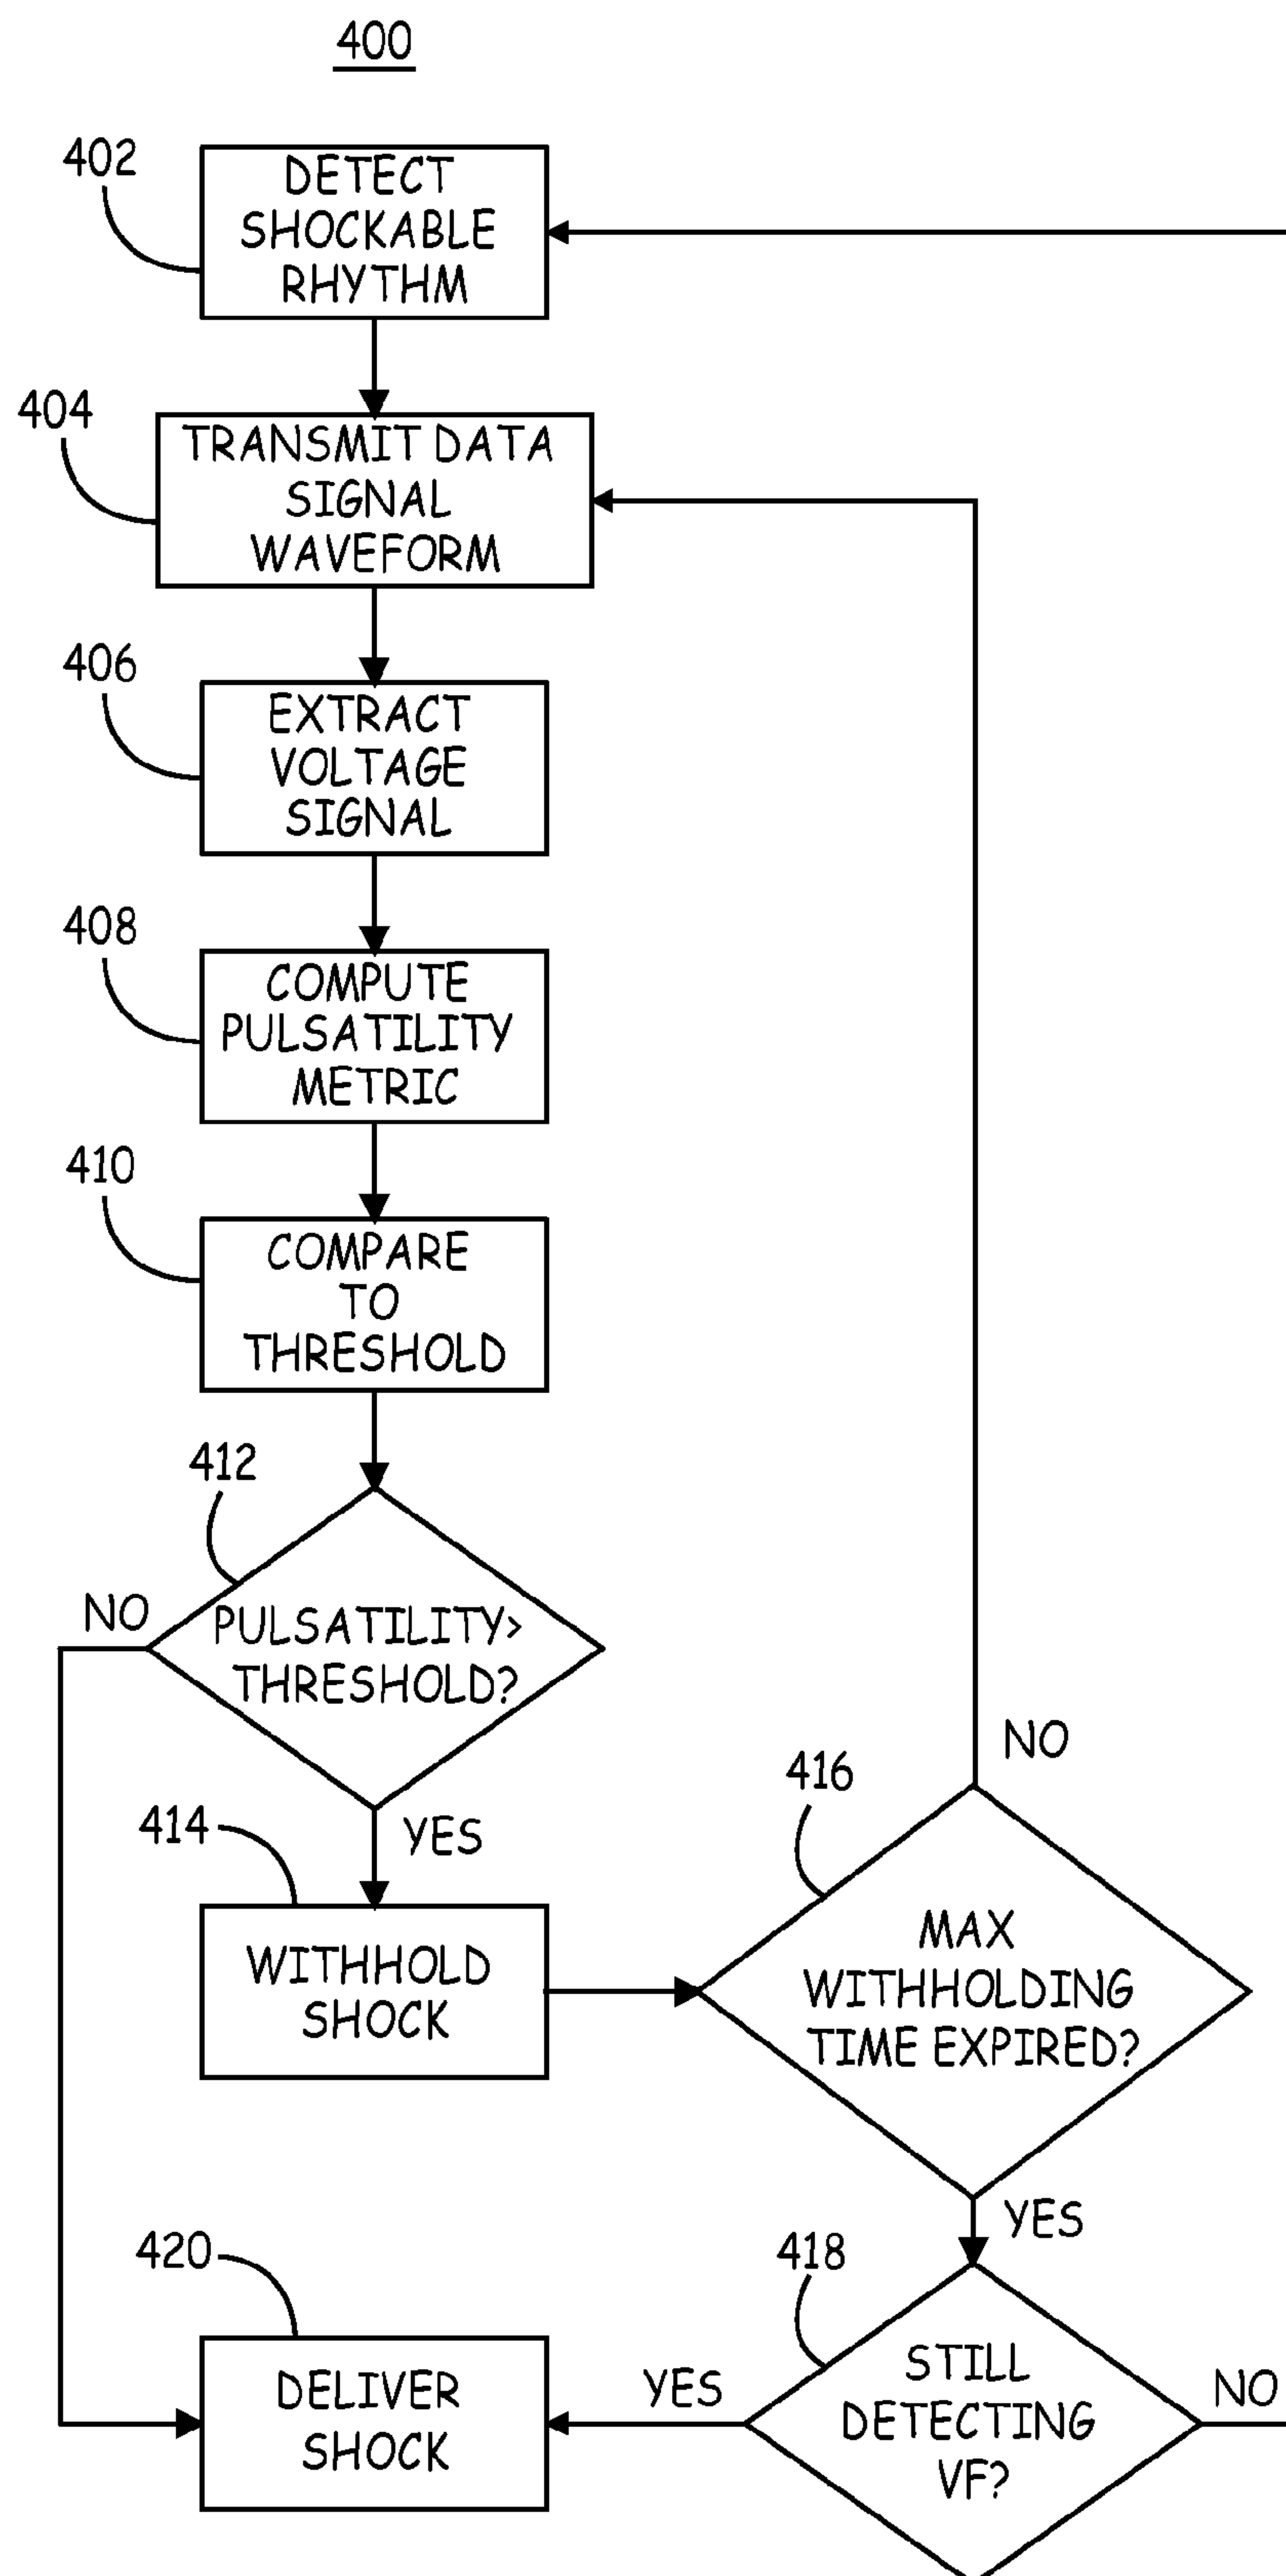 400
402
DETECT
SHOCKABLE
RHYTHM
404
TRANSMIT DATA
SIGNAL
WAVEFORM
406
EXTRACT
VOLTAGE
SIGNAL
408
COMPUTE
PULSATILITY
METRIC
410
COMPARE
TO
THRESHOLD
412
NO
PULSATILITY>
THRESHOLD?
YES
414
WITHHOLD
SHOCK
416
NO
MAX
WITHHOLDING
TIME EXPIRED?
YES
418
STILL
DETECTING
VF?
YES
NO
420
DELIVER
SHOCK